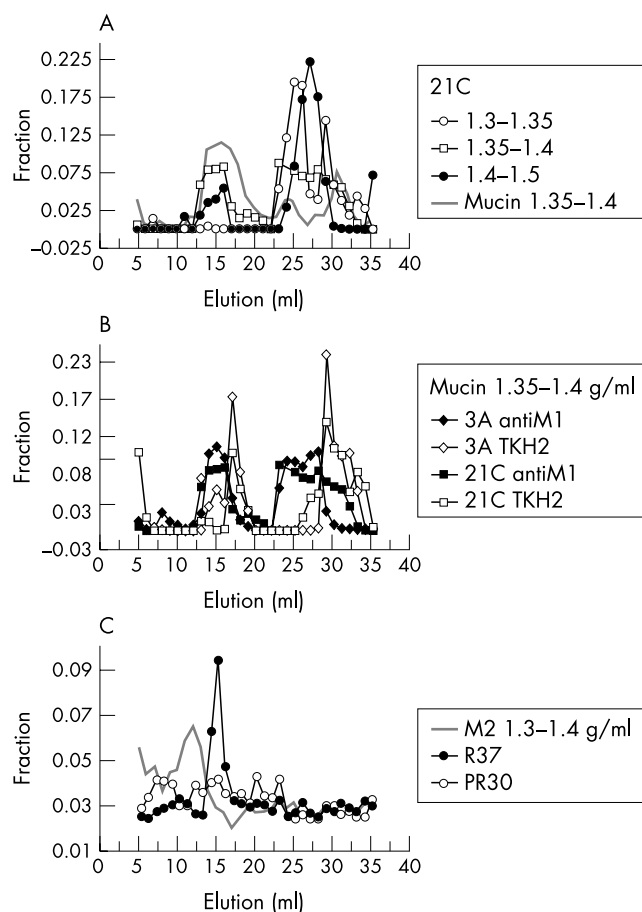 A
0.225
0.175
0.125
0.075
0.025
−0.025
Fraction
0 5 10 15 20 25 30 35 40
Elution (ml)
21C
1.3–1.35
1.35–1.4
1.4–1.5
Mucin 1.35–1.4
B
0.23
0.17
0.12
0.08
0.03
−0.03
Fraction
0 5 10 15 20 25 30 35 40
Elution (ml)
Mucin 1.35–1.4 g/ml
3A antiM1
3A TKH2
21C antiM1
21C TKH2
C
0.09
0.07
0.05
0.03
0.01
Fraction
0 5 10 15 20 25 30 35 40
Elution (ml)
M2 1.3–1.4 g/ml
R37
PR30